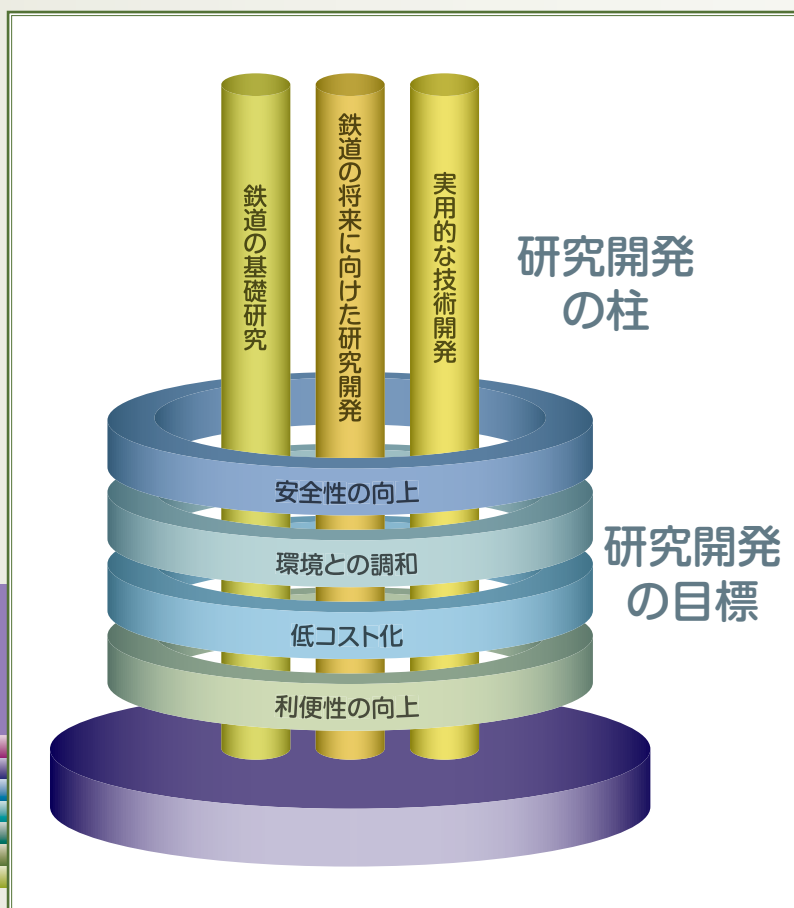 鉄道の基礎研究
鉄道の将来に向けた研究開発
実用的な技術開発
研究開発
の柱
安全性の向上
環境との調和
低コスト化
利便性の向上
研究開発
の目標